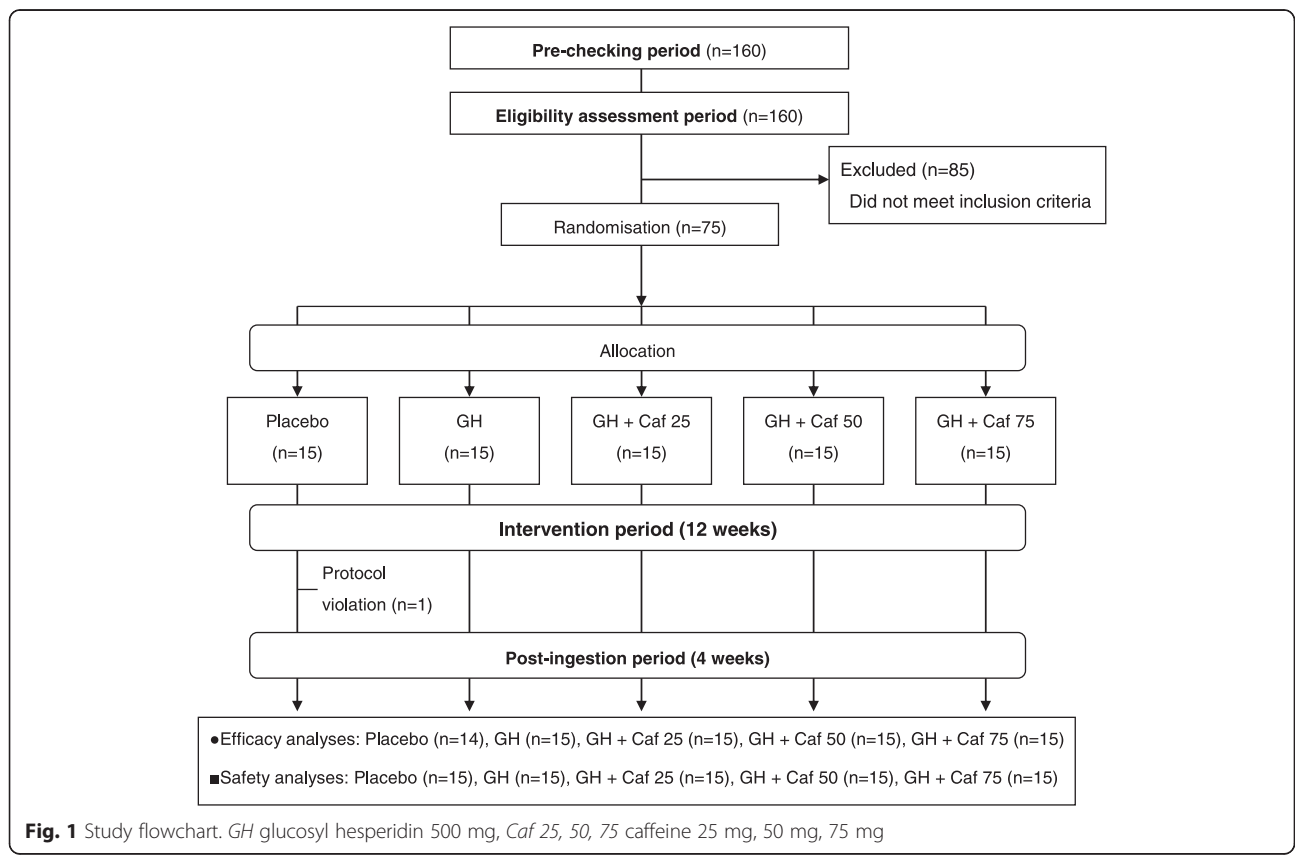 Pre-checking period (n=160)
Eligibility assessment period (n=160)
Excluded (n=85)
Did not meet inclusion criteria
Randomisation (n=75)
Allocation
Placebo
(n=15)
GH
(n=15)
GH + Caf 25
(n=15)
GH + Caf 50
(n=15)
GH + Caf 75
(n=15)
Intervention period (12 weeks)
Protocol
violation (n=1)
Post-ingestion period (4 weeks)
●Efficacy analyses: Placebo (n=14), GH (n=15), GH + Caf 25 (n=15), GH + Caf 50 (n=15), GH + Caf 75 (n=15)
■Safety analyses: Placebo (n=15), GH (n=15), GH + Caf 25 (n=15), GH + Caf 50 (n=15), GH + Caf 75 (n=15)
Fig. 1 Study flowchart. GH glucosyl hesperidin 500 mg, Caf 25, 50, 75 caffeine 25 mg, 50 mg, 75 mg